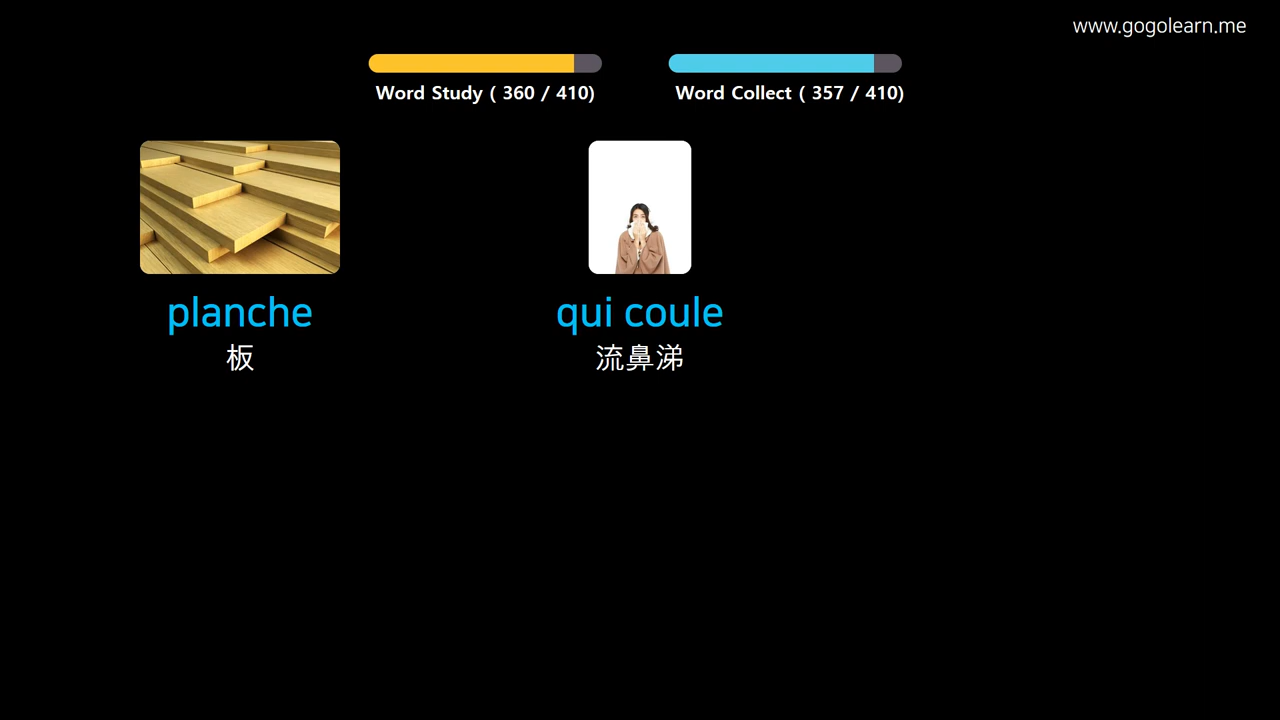 www.gogolearn.me
Word Study ( 360 / 410)
Word Collect ( 357 / 410)
planche
板
qui coule
流鼻涕